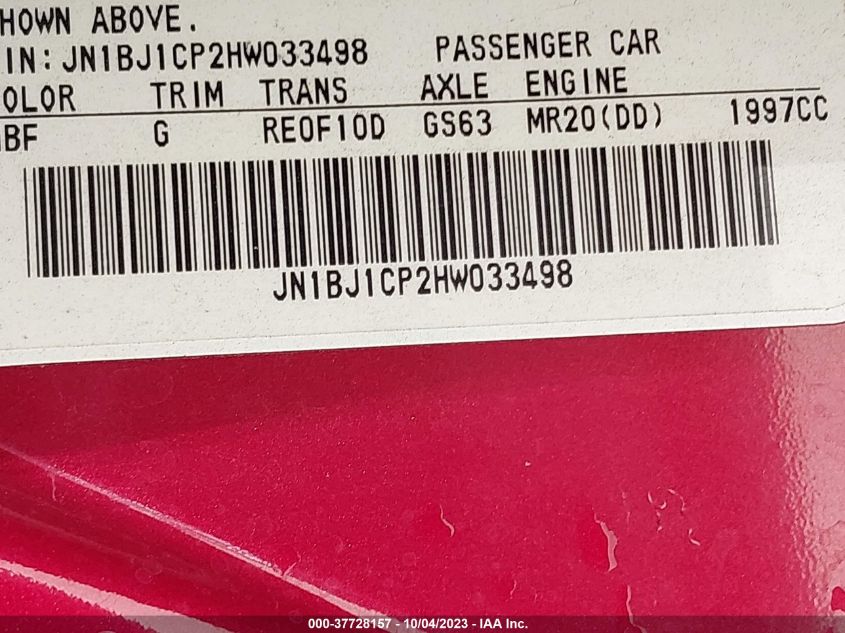 HOWN ABOVE.
IN: JN1BJ1CP2HW033498 PASSENGER CAR
OLOR TRIM TRANS AXLE ENGINE
BF G RE0F10D GS63 MR20(DD) 1997CC
JN1BJ1CP2HW033498
000-37728157 - 10/04/2023 - IAA Inc.